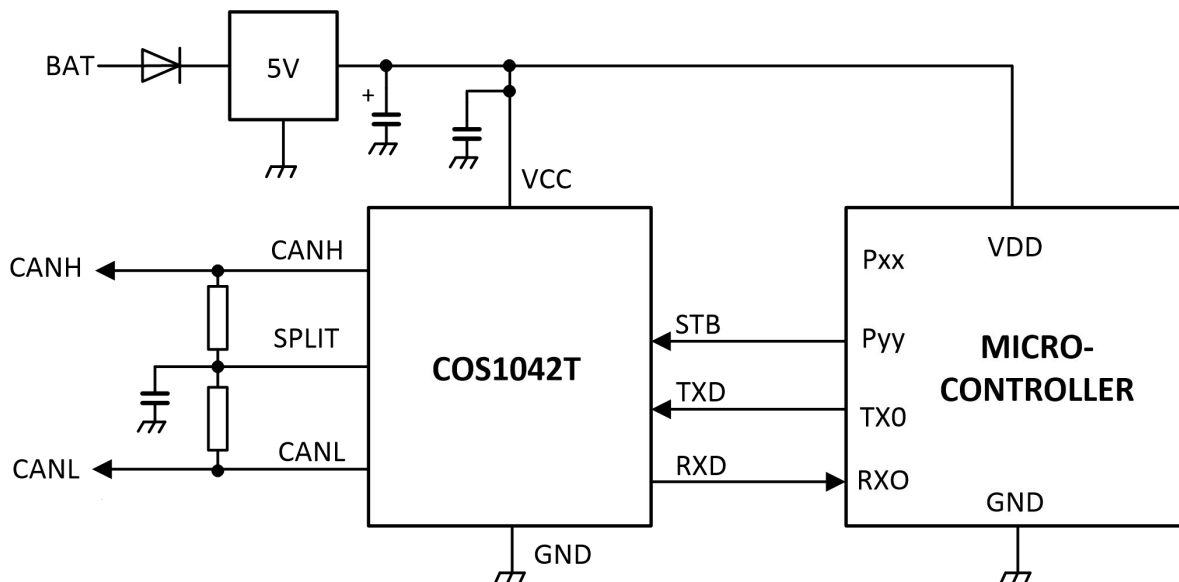 BAT
5V
+
VCC
CANH
CANH
SPLIT
CANL
CANL
COS1042T
GND
STB
TXD
RXD
Pxx
VDD
Pyy
MICRO-
CONTROLLER
TX0
RXO
GND